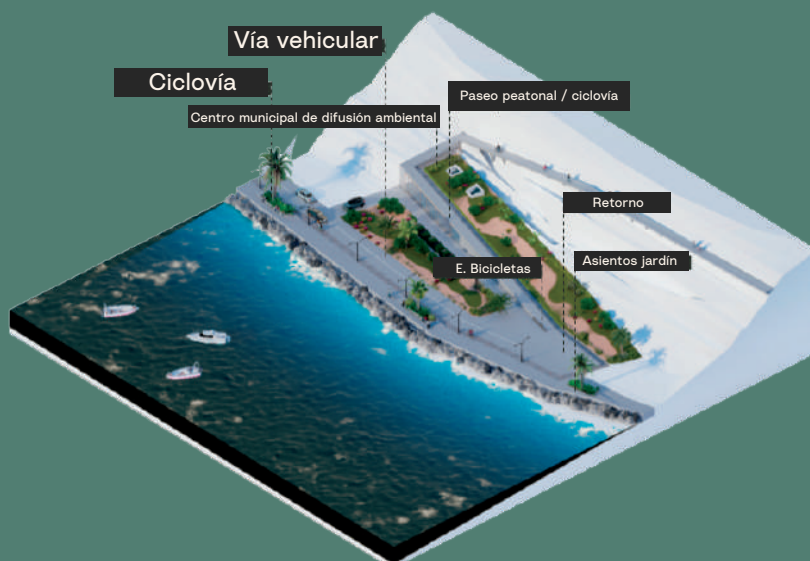 Vía vehicular
Ciclovía
Paseo peatonal / ciclovía
Centro municipal de difusión ambiental
Retorno
E. Bicicletas
Asientos jardín